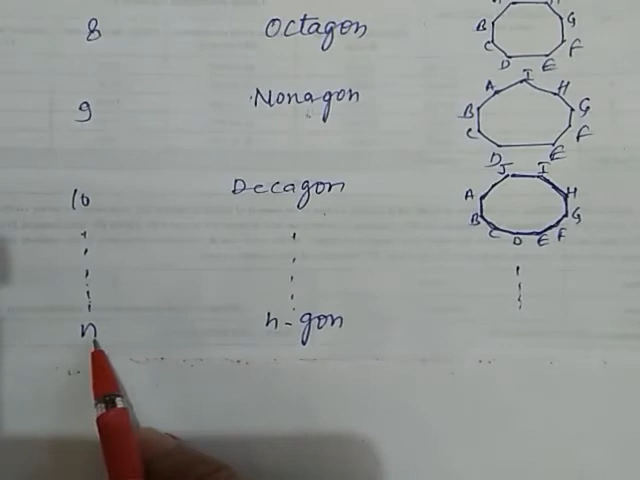 8 Octagon
B G
C F
D E
9 Nonagon
I
A H
B G
C F
D E
10 Decagon
J I
A H
B G
C D E F
n n-gon